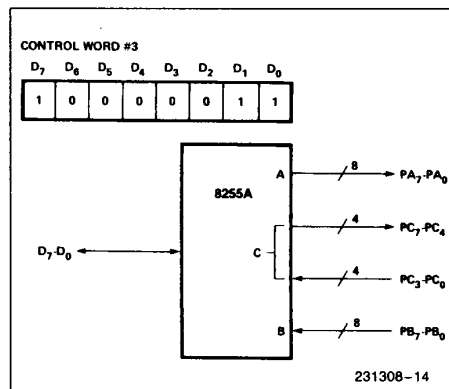 CONTROL WORD #3
D7 D6 D5 D4 D3 D2 D1 D0
1 0 0 0 0 0 1 1
A 8 PA7-PA0
8255A
4 PC7-PC4
D7-D0 C
4 PC3-PC0
B 8 PB7-PB0
231308-14